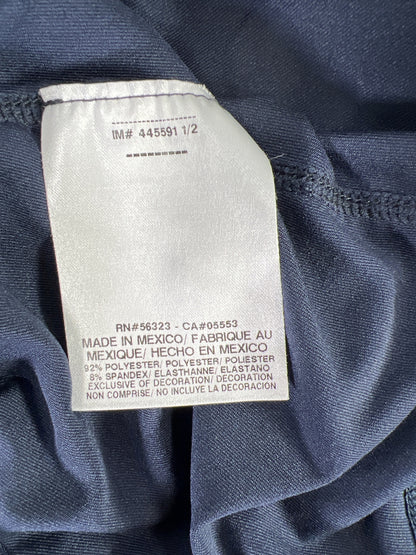 IM# 445591 1/2
RN#56323 - CA#05553
MADE IN MEXICO/ FABRIQUE AU
MEXIQUE/ HECHO EN MEXICO
92% POLYESTER/ POLYESTER/ POLIESTER
8% SPANDEX/ ELASTHANNE/ ELASTANO
EXCLUSIVE OF DECORATION/ DECORATION
NON COMPRISE/ NO INCLUYE LA DECORACION